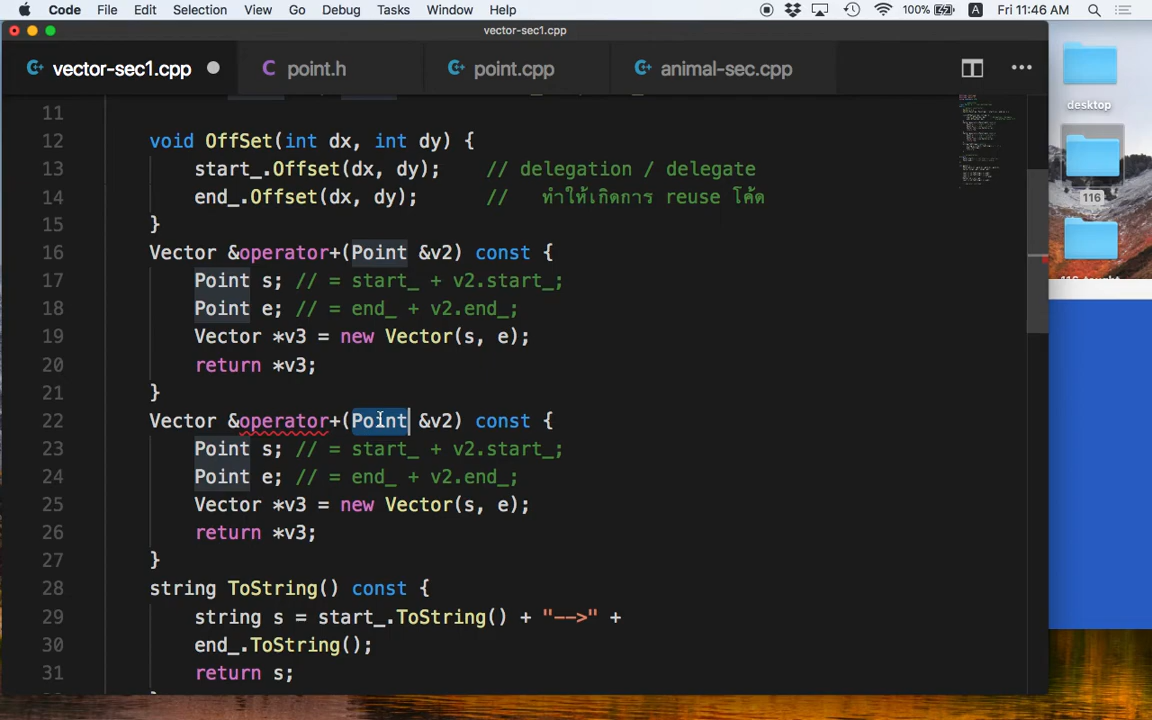 Code File Edit Selection View Go Debug Tasks Window Help 100% A Fri 11:46 AM
vector-sec1.cpp
vector-sec1.cpp point.h point.cpp animal-sec.cpp
desktop
116
11
12 void OffSet(int dx, int dy) {
13 start_.Offset(dx, dy); // delegation / delegate
14 end_.Offset(dx, dy); // ทำให้เกิดการ reuse โค้ด
15 }
16 Vector &operator+(Point &v2) const {
17 Point s; // = start_ + v2.start_;
18 Point e; // = end_ + v2.end_;
19 Vector *v3 = new Vector(s, e);
20 return *v3;
21 }
22 Vector &operator+(Point &v2) const {
23 Point s; // = start_ + v2.start_;
24 Point e; // = end_ + v2.end_;
25 Vector *v3 = new Vector(s, e);
26 return *v3;
27 }
28 string ToString() const {
29 string s = start_.ToString() + "-->" +
30 end_.ToString();
31 return s;